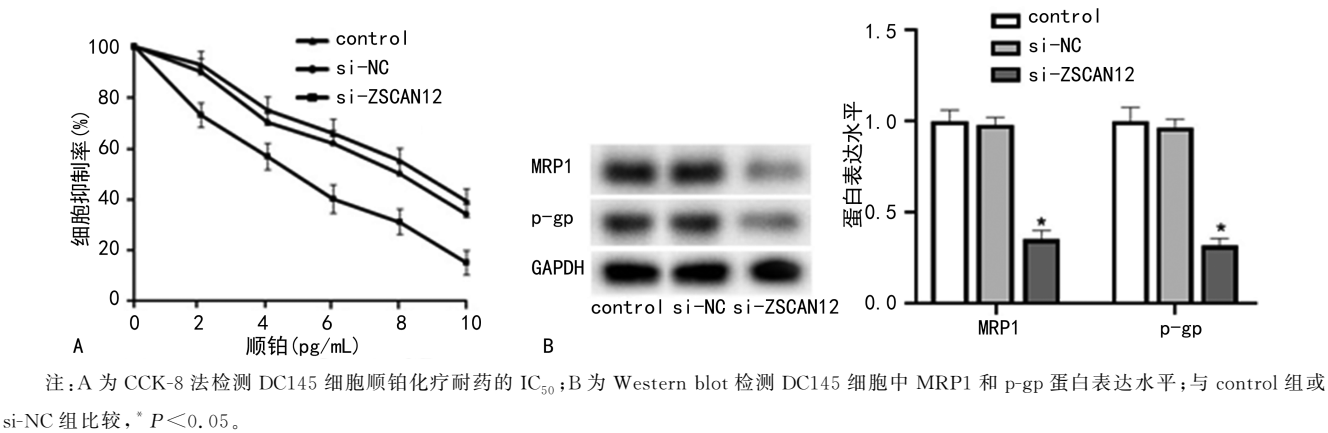 control
si-NC
si-ZSCAN12
细胞抑制率(%)
100
80
60
40
20
0
0 2 4 6 8 10
顺铂(pg/mL)
A
MRP1
p-gp
GAPDH
control si-NC si-ZSCAN12
B
control
si-NC
si-ZSCAN12
蛋白表达水平
1.5
1.0
0.5
0.0
*
*
MRP1 p-gp
注:A 为 CCK-8 法检测 DC145 细胞顺铂化疗耐药的 IC50;B 为 Western blot 检测 DC145 细胞中 MRP1 和 p-gp 蛋白表达水平;与 control 组或
si-NC 组比较,* P<0.05。